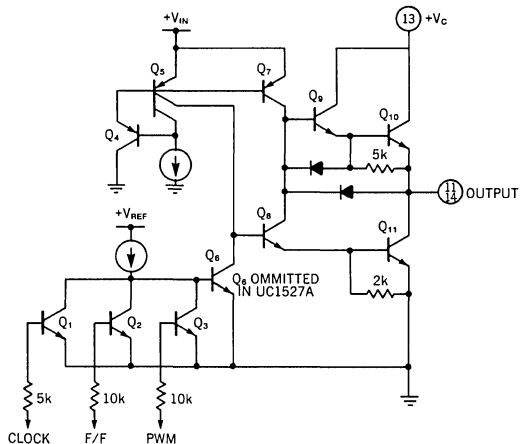 +VIN
13 +VC
Q5
Q7
Q9
Q10
Q4
5k
11
14 OUTPUT
+VREF
Q8
Q11
Q6
Q6 OMMITTED
IN UC1527A
2k
Q1
Q2
Q3
5k
10k
10k
CLOCK
F/F
PWM